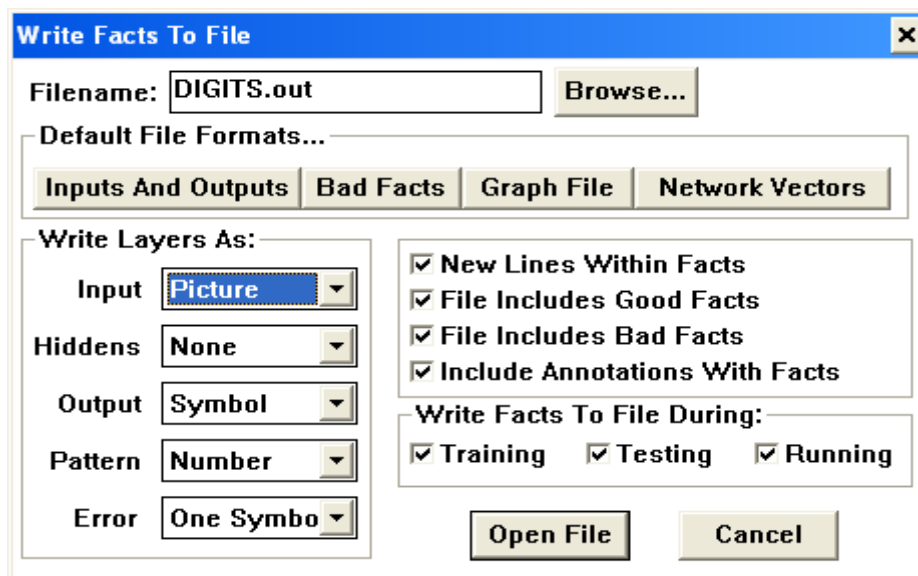 Write Facts To File
Filename: DIGITS.out Browse...
Default File Formats...
Inputs And Outputs Bad Facts Graph File Network Vectors
Write Layers As:
Input Picture
Hiddens None
Output Symbol
Pattern Number
Error One Symbo
New Lines Within Facts
File Includes Good Facts
File Includes Bad Facts
Include Annotations With Facts
Write Facts To File During:
Training Testing Running
Open File Cancel